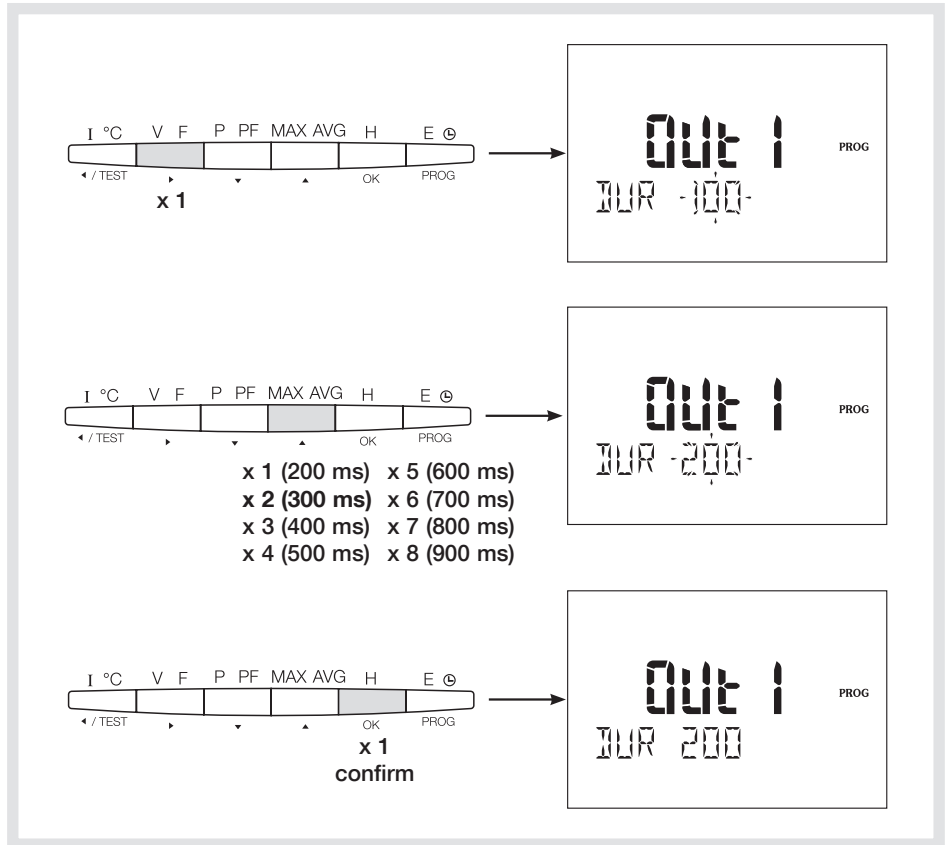 I °C V F P PF MAX AVG H E
◂ / TEST ▸ ▾ ▴ OK PROG
x 1
OUt 1 PROG
DUR 100
I °C V F P PF MAX AVG H E
◂ / TEST ▸ ▾ ▴ OK PROG
x 1 (200 ms) x 5 (600 ms)
x 2 (300 ms) x 6 (700 ms)
x 3 (400 ms) x 7 (800 ms)
x 4 (500 ms) x 8 (900 ms)
OUt 1 PROG
DUR 200
I °C V F P PF MAX AVG H E
◂ / TEST ▸ ▾ ▴ OK PROG
x 1
confirm
OUt 1 PROG
DUR 200